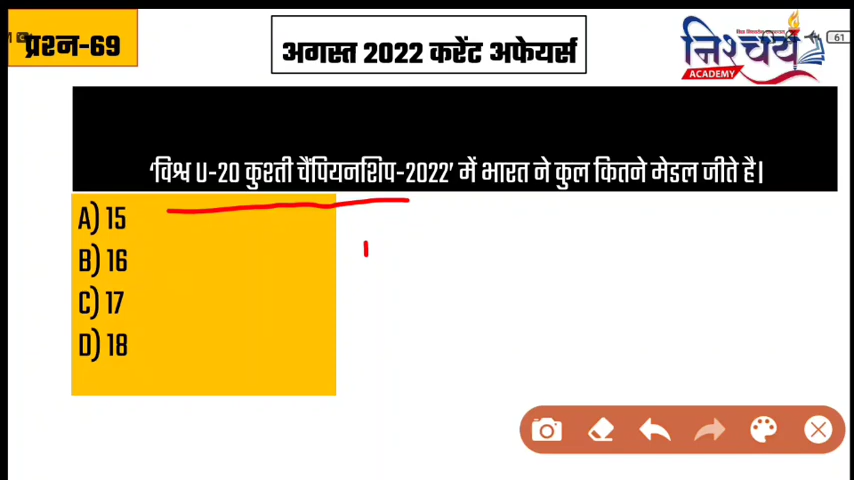 प्रश्न-69
अगस्त 2022 करेंट अफेयर्स
निश्चय
ACADEMY
61
‘विश्व U-20 कुश्ती चैंपियनशिप-2022’ में भारत ने कुल कितने मेडल जीते है।
A) 15
B) 16
C) 17
D) 18